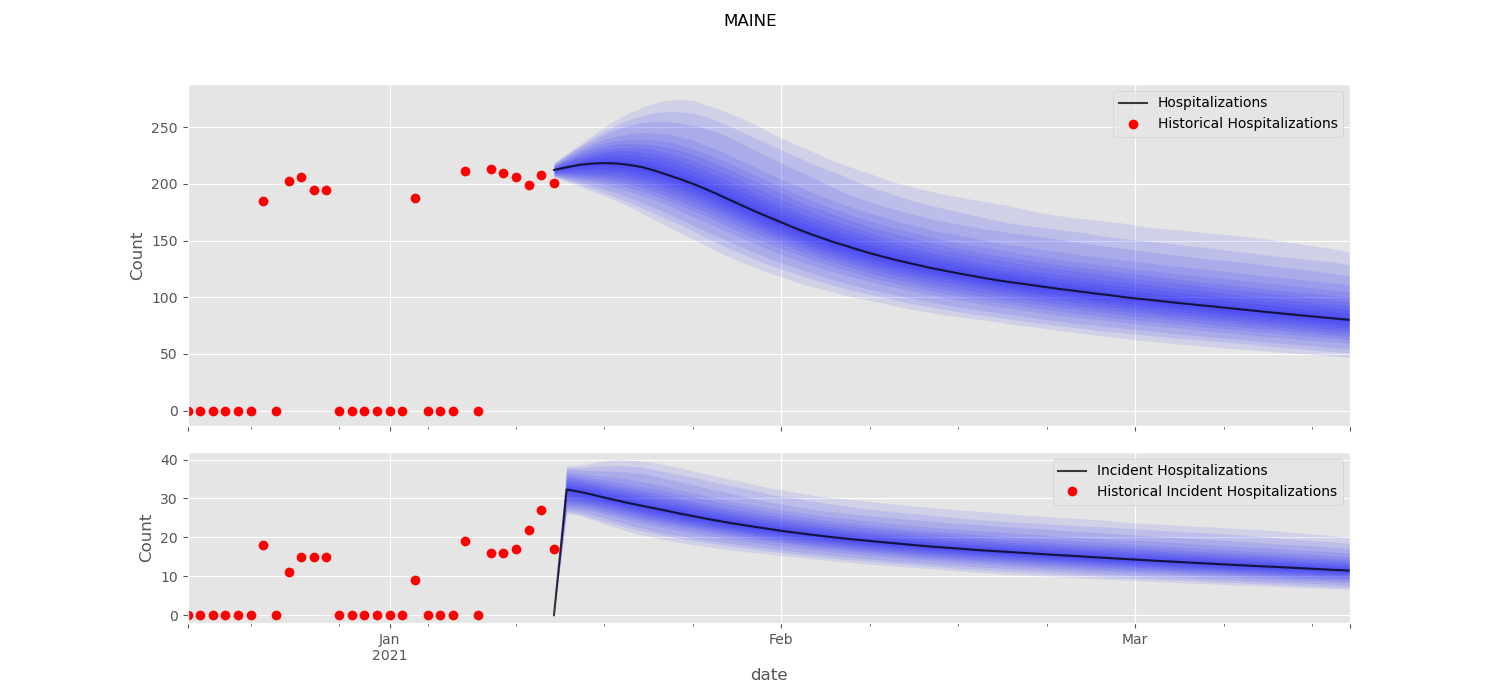 MAINE
Hospitalizations
Historical Hospitalizations
250
200
150
100
50
0
Count
Incident Hospitalizations
Historical Incident Hospitalizations
40
30
20
10
0
Count
Jan
2021
Feb
Mar
date